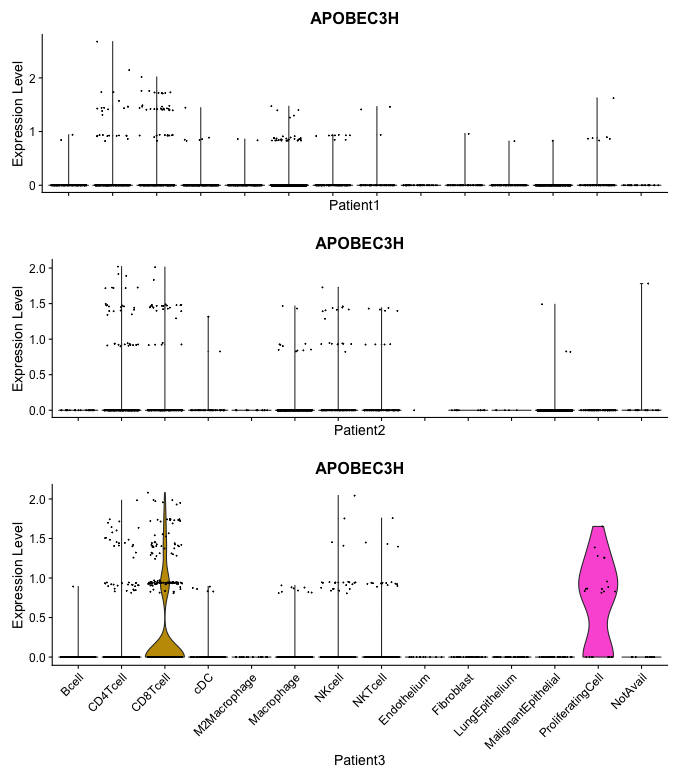 APOBEC3H
Expression Level
2
1
0
Patient1
APOBEC3H
Expression Level
2.0
1.5
1.0
0.5
0.0
Patient2
APOBEC3H
Expression Level
2.0
1.5
1.0
0.5
0.0
Bcell
CD4Tcell
CD8Tcell
cDC
M2Macrophage
Macrophage
NKcell
NKTcell
Endothelium
Fibroblast
LungEpithelium
MalignantEpithelial
ProliferatingCell
NotAvail
Patient3